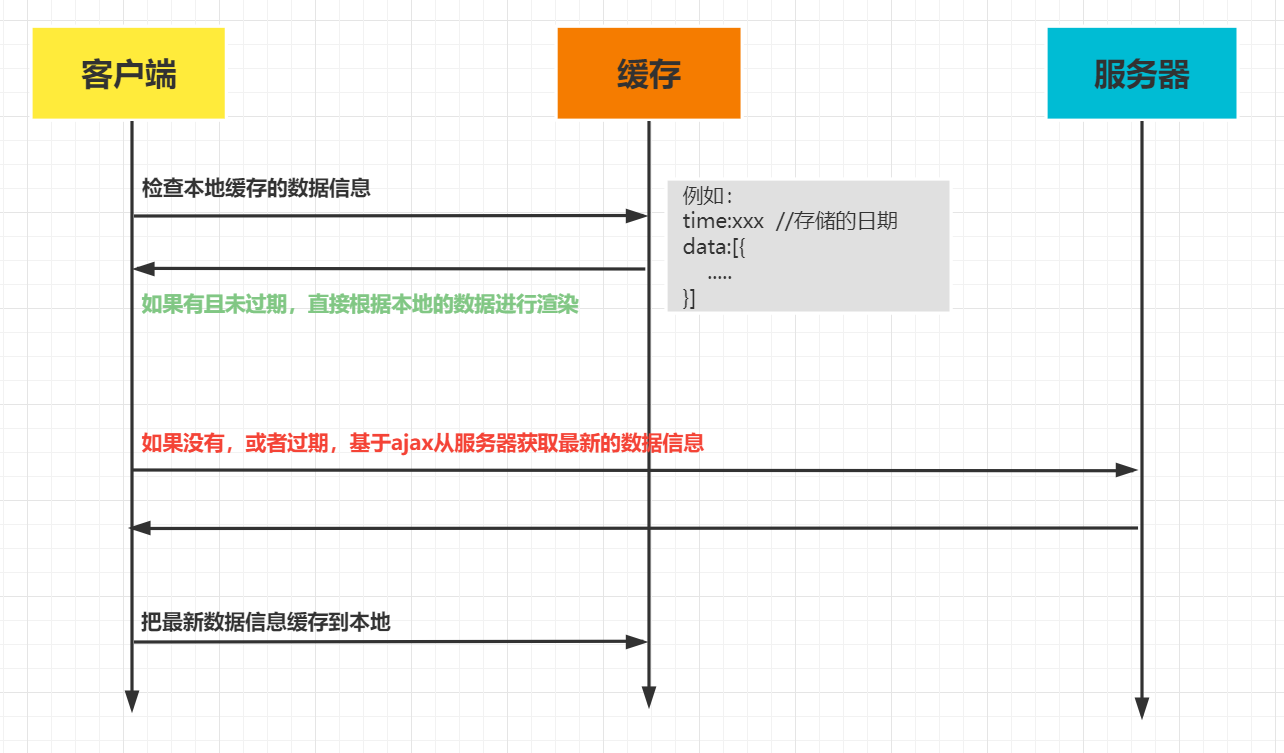 客户端
缓存
服务器
检查本地缓存的数据信息
例如：
time:xxx  //存储的日期
data:[{
.....
}]
如果有且未过期，直接根据本地的数据进行渲染
如果没有，或者过期，基于ajax从服务器获取最新的数据信息
把最新数据信息缓存到本地